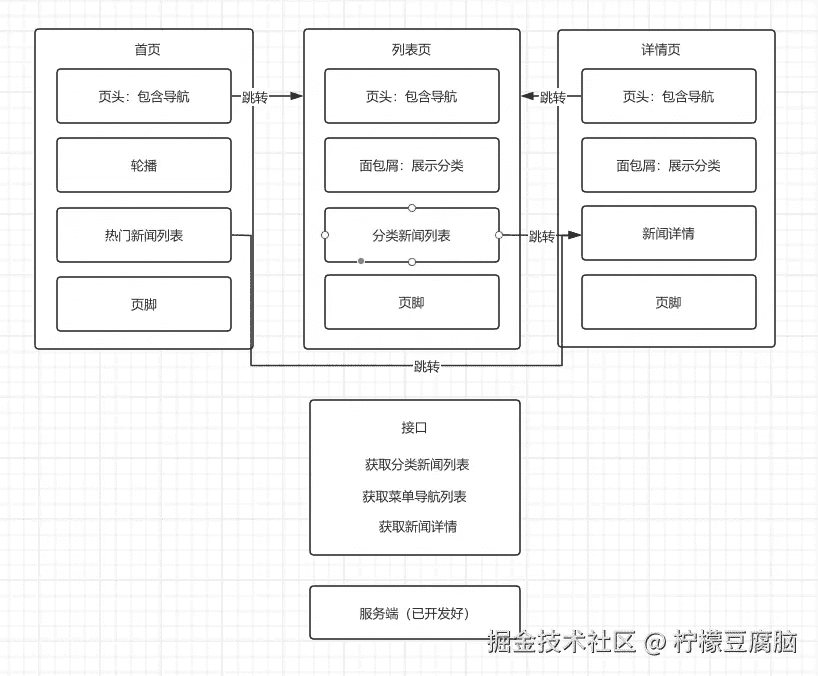 首页
页头：包含导航
轮播
热门新闻列表
页脚
跳转
列表页
页头：包含导航
面包屑：展示分类
分类新闻列表
页脚
跳转
跳转
详情页
页头：包含导航
面包屑：展示分类
新闻详情
页脚
跳转
接口
获取分类新闻列表
获取菜单导航列表
获取新闻详情
服务端（已开发好）
掘金技术社区 @ 柠檬豆腐脑